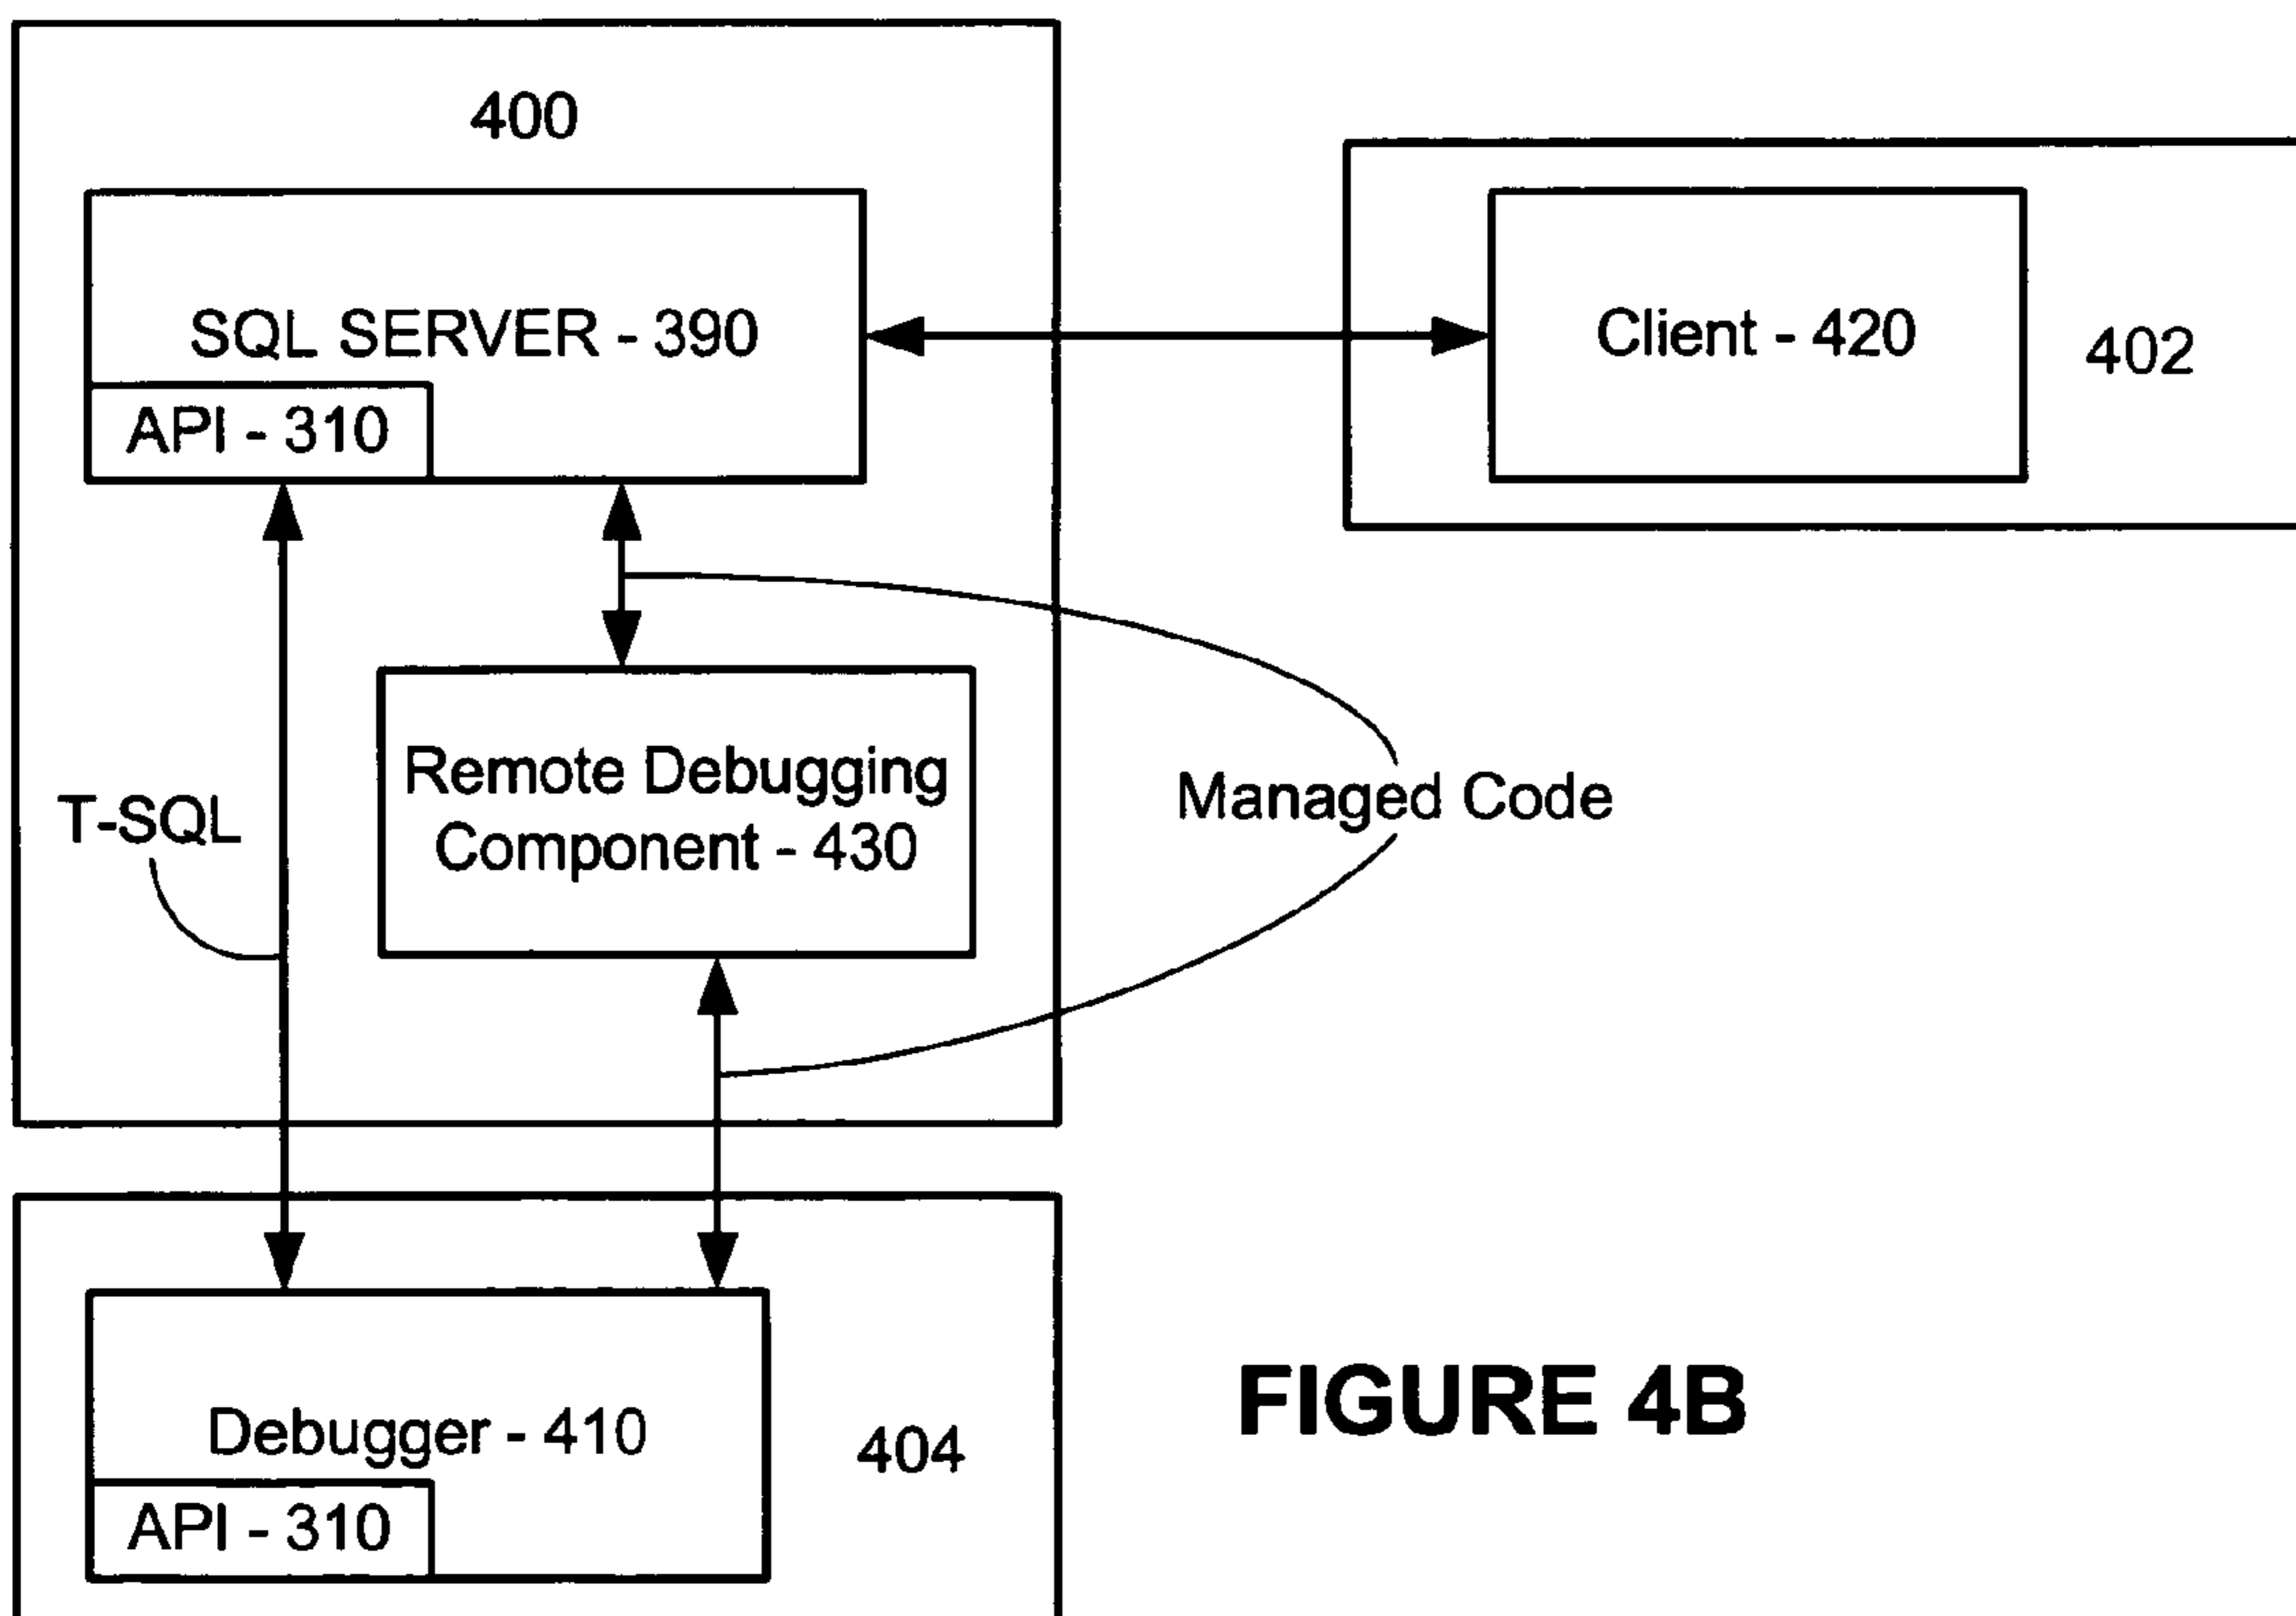 400
SQL SERVER - 390
API - 310
Client - 420
402
T-SQL
Remote Debugging
Component - 430
Managed Code
Debugger - 410
API - 310
404
FIGURE 4B